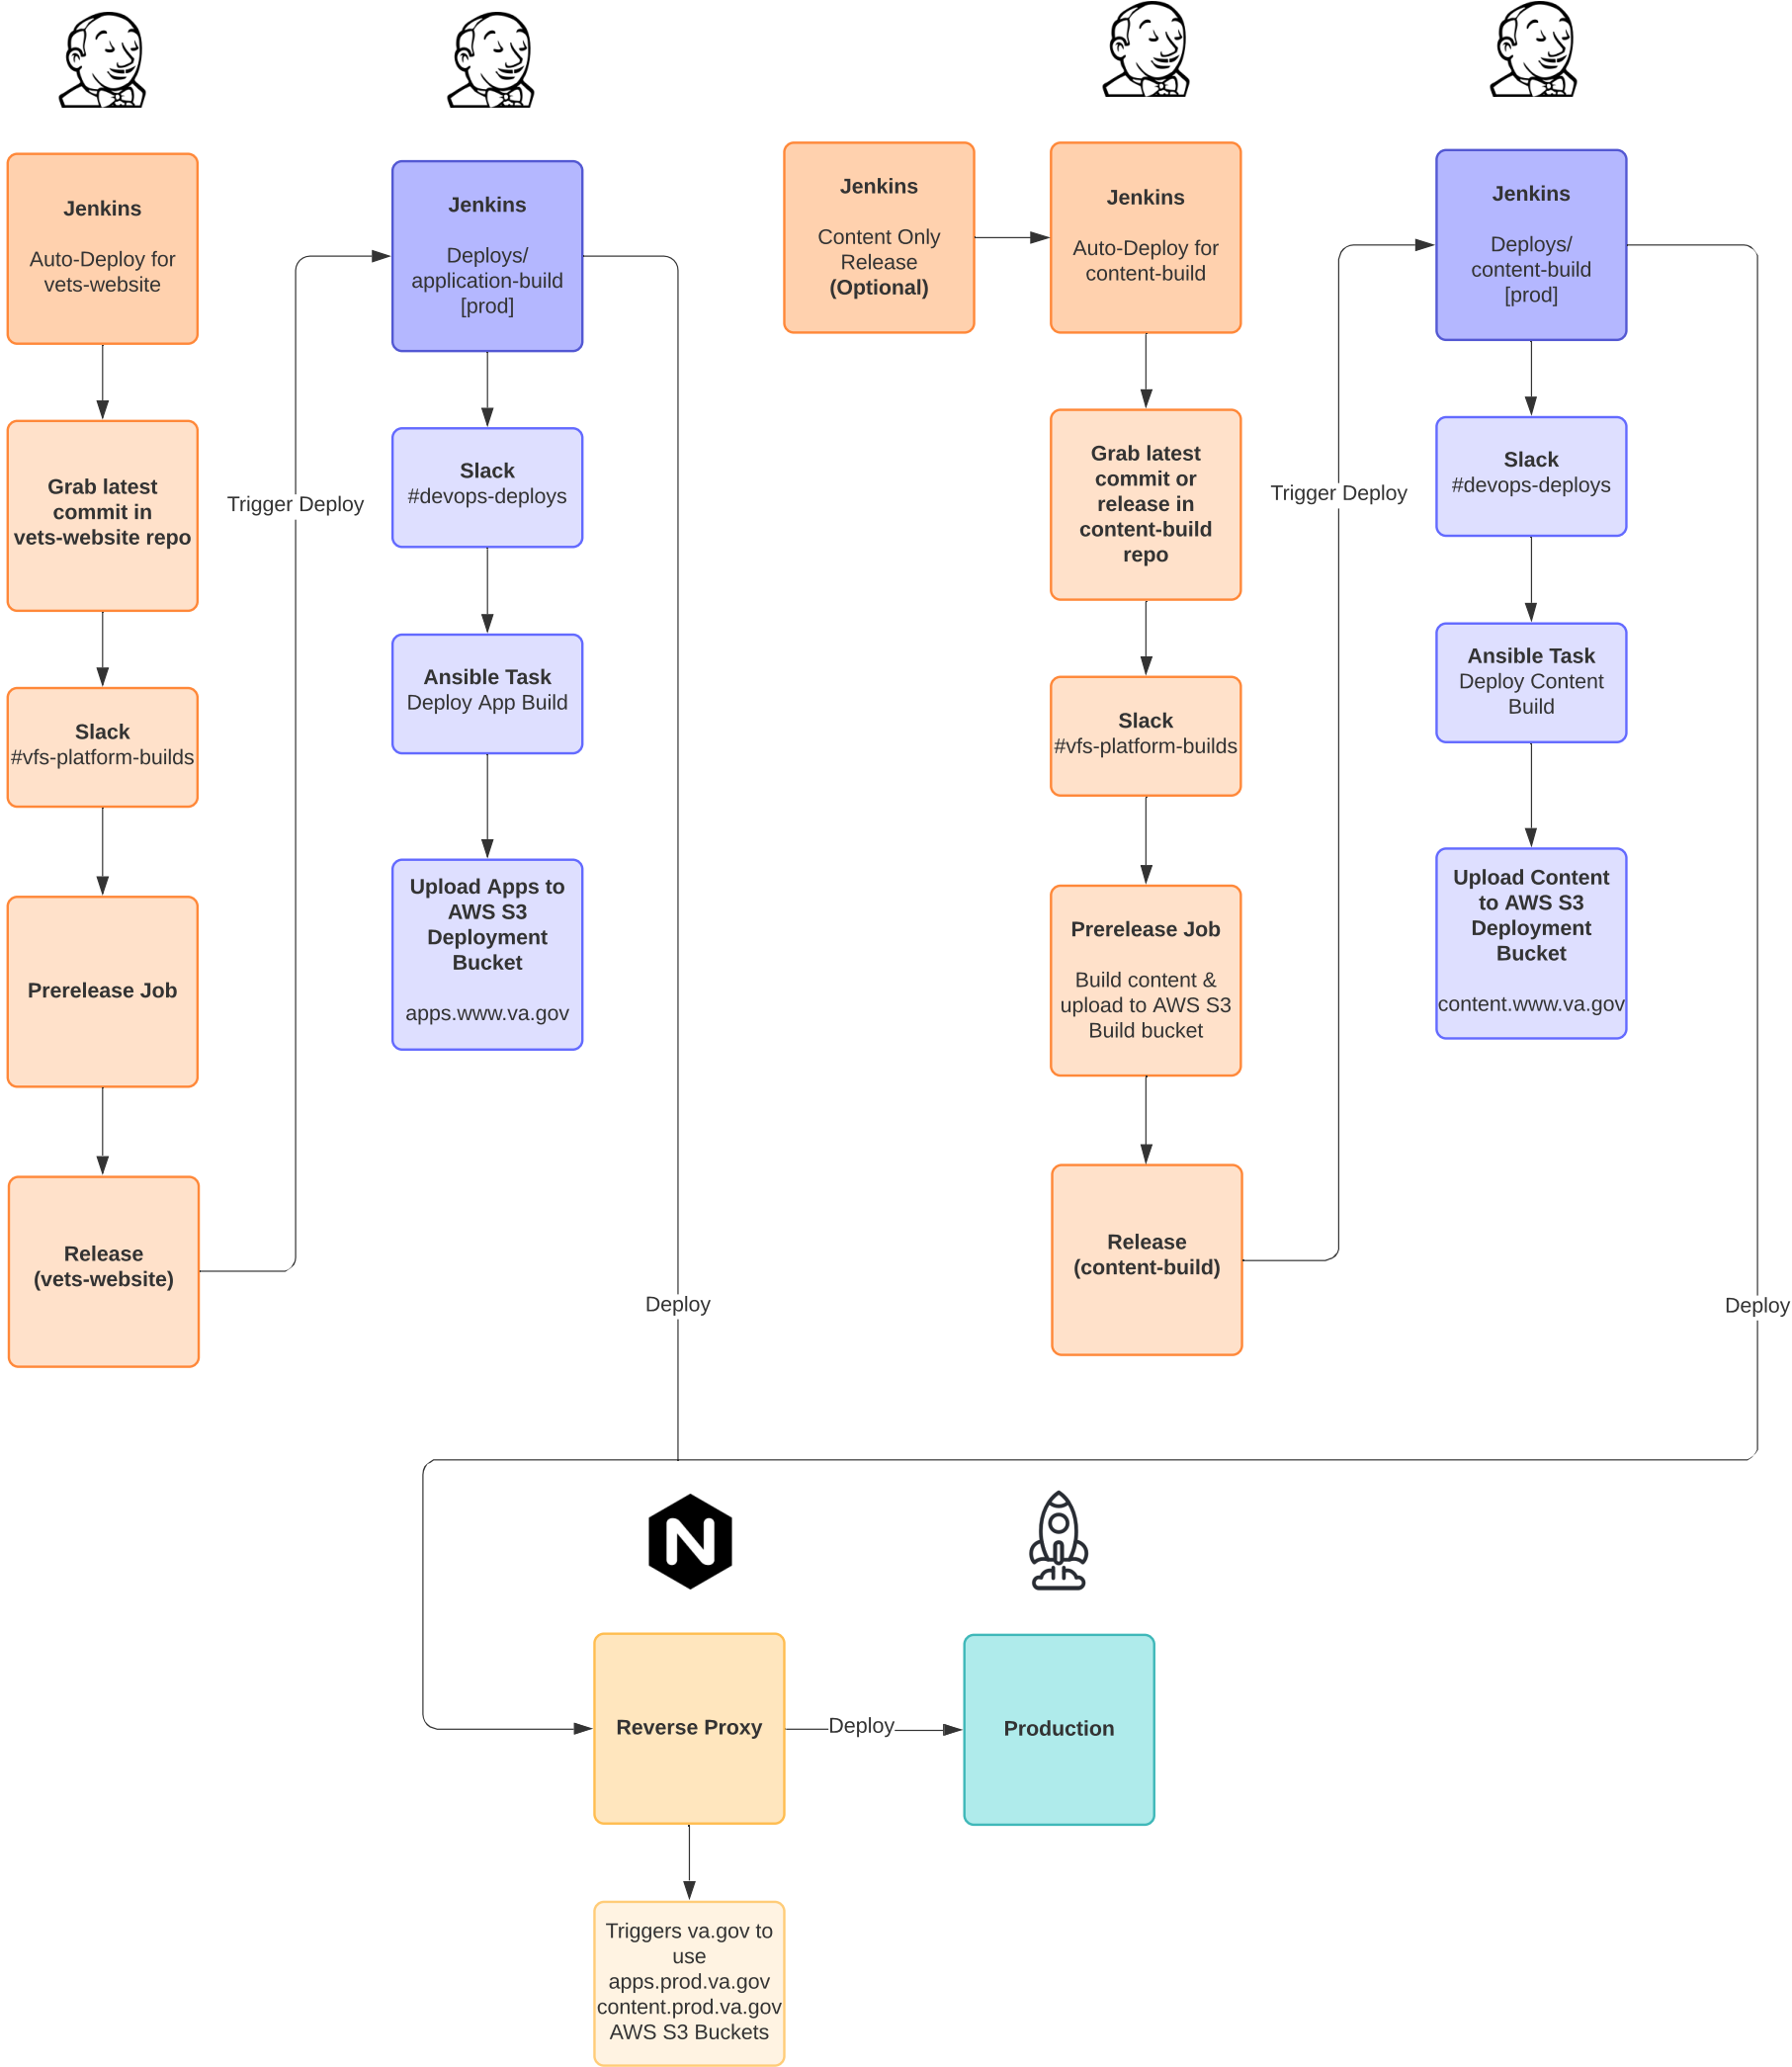 Jenkins
Auto-Deploy for
vets-website
Grab latest
commit in
vets-website repo
Slack
#vfs-platform-builds
Prerelease Job
Release
(vets-website)
Trigger Deploy
Jenkins
Deploys/
application-build
[prod]
Slack
#devops-deploys
Ansible Task
Deploy App Build
Upload Apps to
AWS S3
Deployment
Bucket
apps.www.va.gov
Deploy
Jenkins
Content Only
Release
(Optional)
Jenkins
Auto-Deploy for
content-build
Grab latest
commit or
release in
content-build
repo
Slack
#vfs-platform-builds
Prerelease Job
Build content &
upload to AWS S3
Build bucket
Release
(content-build)
Trigger Deploy
Jenkins
Deploys/
content-build
[prod]
Slack
#devops-deploys
Ansible Task
Deploy Content
Build
Upload Content
to AWS S3
Deployment
Bucket
content.www.va.gov
Deploy
N
Reverse Proxy
Deploy
Production
Triggers va.gov to
use
apps.prod.va.gov
content.prod.va.gov
AWS S3 Buckets